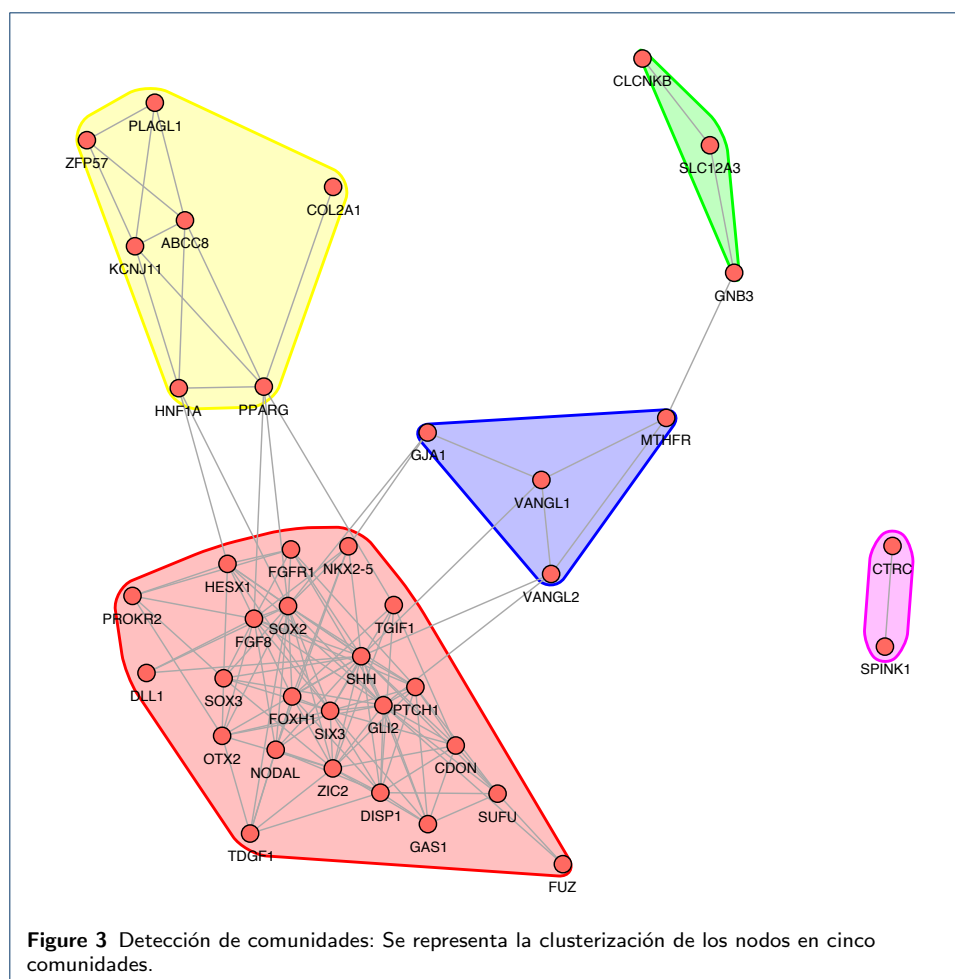 CLCNKB
PLAGL1
ZFP57
SLC12A3
COL2A1
ABCC8
KCNJ11
GNB3
HNF1A
PPARG
MTHFR
GJA1
VANGL1
CTRC
FGFR1
NKX2-5
HESX1
VANGL2
PROKR2
SOX2
TGIF1
FGF8
SPINK1
SHH
DLL1
SOX3
PTCH1
FOXH1
GLI2
SIX3
OTX2
NODAL
CDON
ZIC2
DISP1
SUFU
GAS1
TDGF1
FUZ
Figure 3 Detección de comunidades: Se representa la clusterización de los nodos en cinco
comunidades.